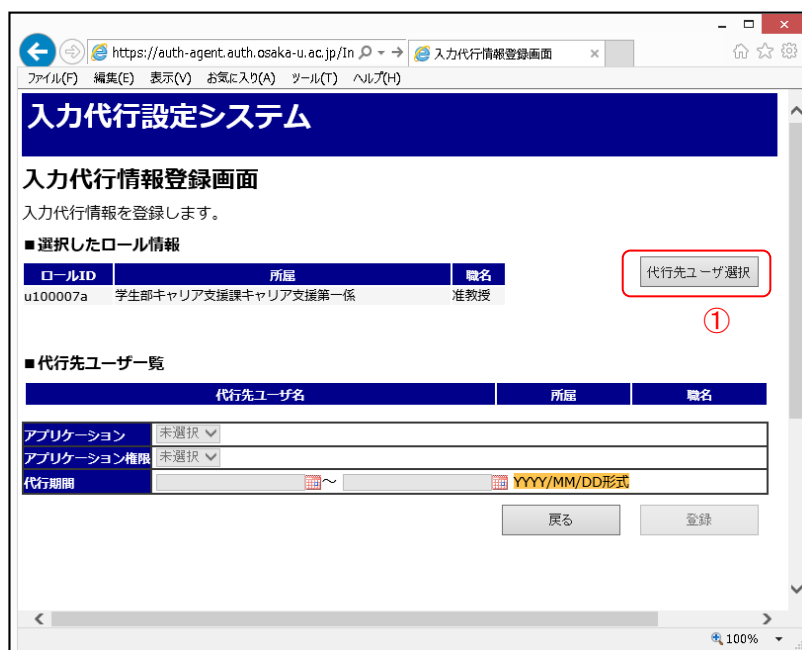 https://auth-agent.auth.osaka-u.ac.jp/In
入力代行情報登録画面
ファイル(F) 編集(E) 表示(V) お気に入り(A) ツール(T) ヘルプ(H)
入力代行設定システム
入力代行情報登録画面
入力代行情報を登録します。
■選択したロール情報
代行先ユーザ選択
ロールID 所属 職名
u100007a 学生部キャリア支援課キャリア支援第一係 准教授
①
■代行先ユーザ一覧
代行先ユーザ名 所属 職名
アプリケーション 未選択
アプリケーション権限 未選択
代行期間 ～ YYYY/MM/DD形式
戻る 登録
100%